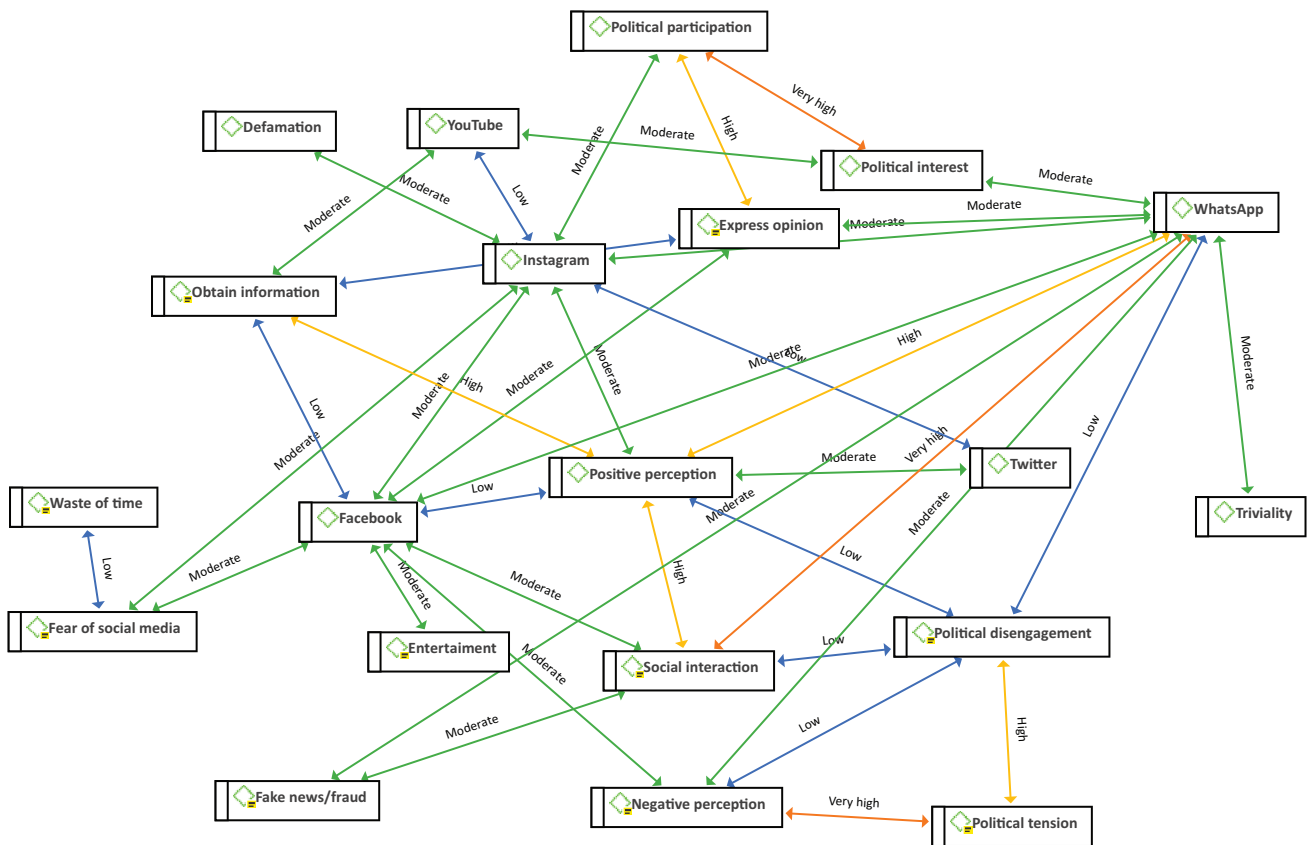 Political participation
Very high
Defamation
YouTube
High
Moderate
Moderate
Political interest
Moderate
Moderate
Low
Moderate
Moderate
WhatsApp
Express opinion
Moderate
Instagram
Obtain information
High
Moderate
Low
Moderate
Moderate
Moderate
High
Moderate
Low
Moderate
Low
Very high
Moderate
Positive perception
Moderate
Twitter
Low
Waste of time
Facebook
Moderate
Moderate
Triviality
Low
Moderate
Moderate
Moderate
High
Low
Fear of social media
Entertaiment
Moderate
Social interaction
Low
Political disengagement
Moderate
Low
High
Fake news/fraud
Negative perception
Very high
Political tension